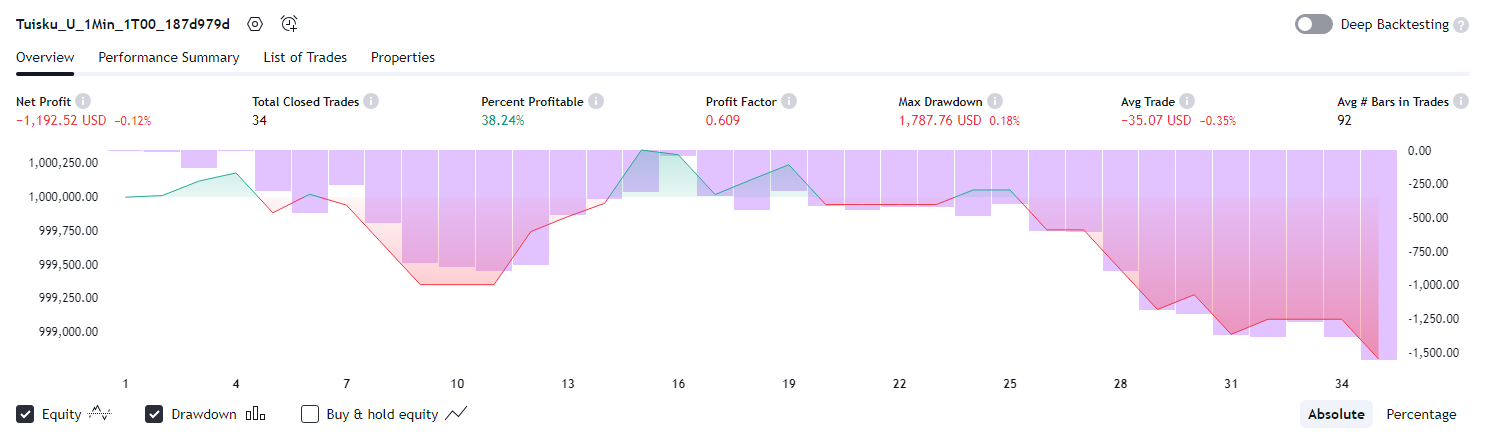 Tuisku_U_1Min_1T00_187d979d Deep Backtesting ?
Overview Performance Summary List of Trades Properties
Net Profit Total Closed Trades Percent Profitable Profit Factor Max Drawdown Avg Trade Avg # Bars in Trades
−1,192.52 USD −0.12% 34 38.24% 0.609 1,787.76 USD 0.18% −35.07 USD −0.35% 92
1,000,250.00
1,000,000.00
999,750.00
999,500.00
999,250.00
999,000.00
0.00
-250.00
-500.00
-750.00
-1,000.00
-1,250.00
-1,500.00
1 4 7 10 13 16 19 22 25 28 31 34
Equity Drawdown Buy & hold equity Absolute Percentage